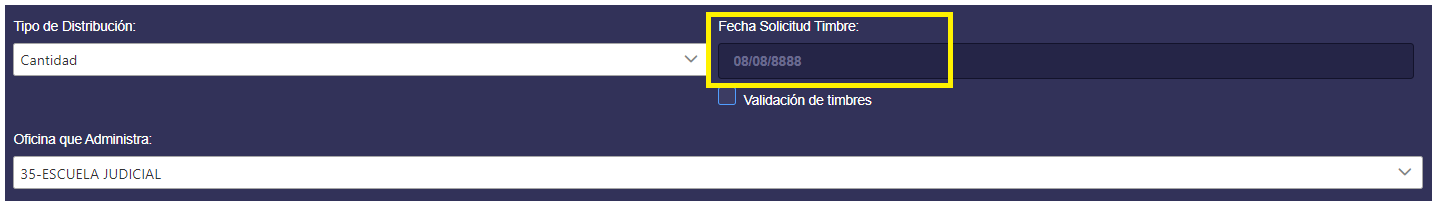 Tipo de Distribución:
Fecha Solicitud Timbre:
Cantidad
08/08/8888
Validación de timbres
Oficina que Administra:
35-ESCUELA JUDICIAL